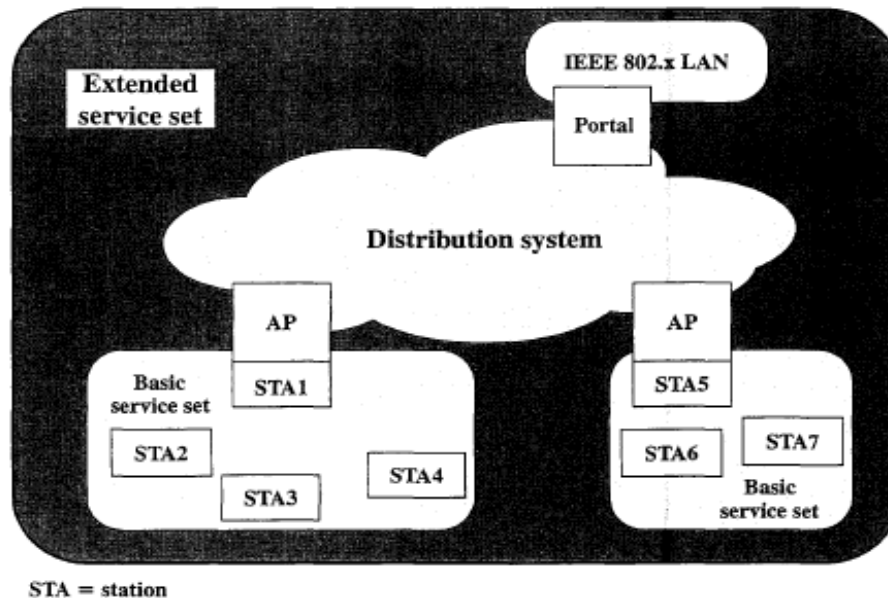 IEEE 802.x LAN
Extended
service set
Portal
Distribution system
AP
AP
STA1
STA5
Basic
service set
STA2
STA3
STA4
STA6
STA7
Basic
service set
STA = station